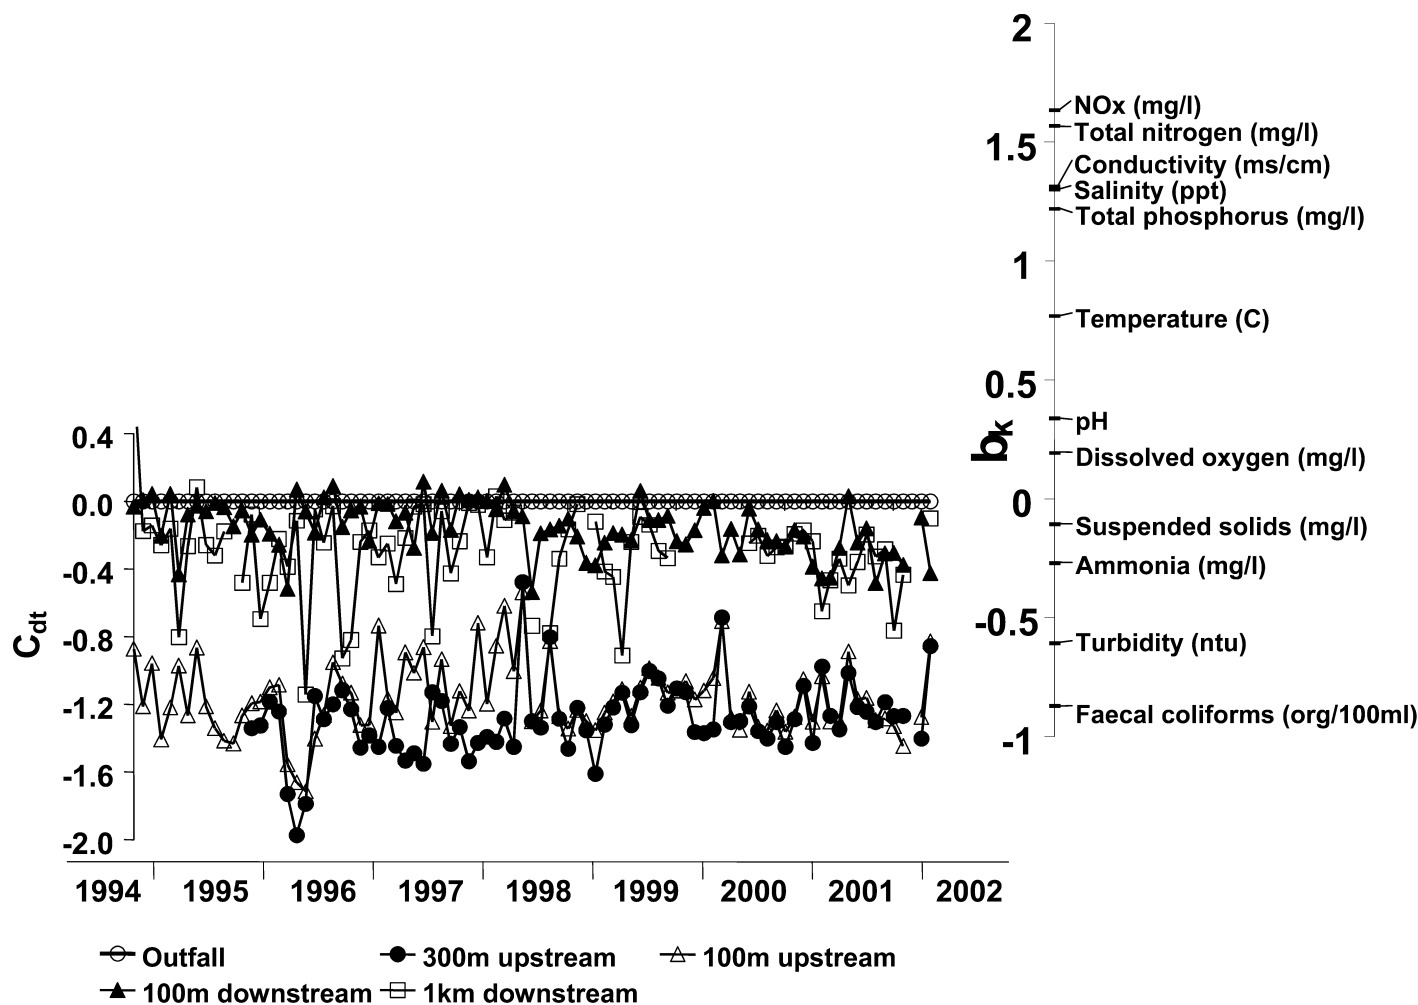 2
NOx (mg/l)
Total nitrogen (mg/l)
1.5
Conductivity (ms/cm)
Salinity (ppt)
Total phosphorus (mg/l)
1
Temperature (C)
0.5
pH
bk
Dissolved oxygen (mg/l)
0
Suspended solids (mg/l)
Ammonia (mg/l)
-0.5
Turbidity (ntu)
Faecal coliforms (org/100ml)
-1
0.4
0.0
-0.4
-0.8
-1.2
-1.6
-2.0
Cdt
1994 1995 1996 1997 1998 1999 2000 2001 2002
Outfall 300m upstream 100m upstream
100m downstream 1km downstream